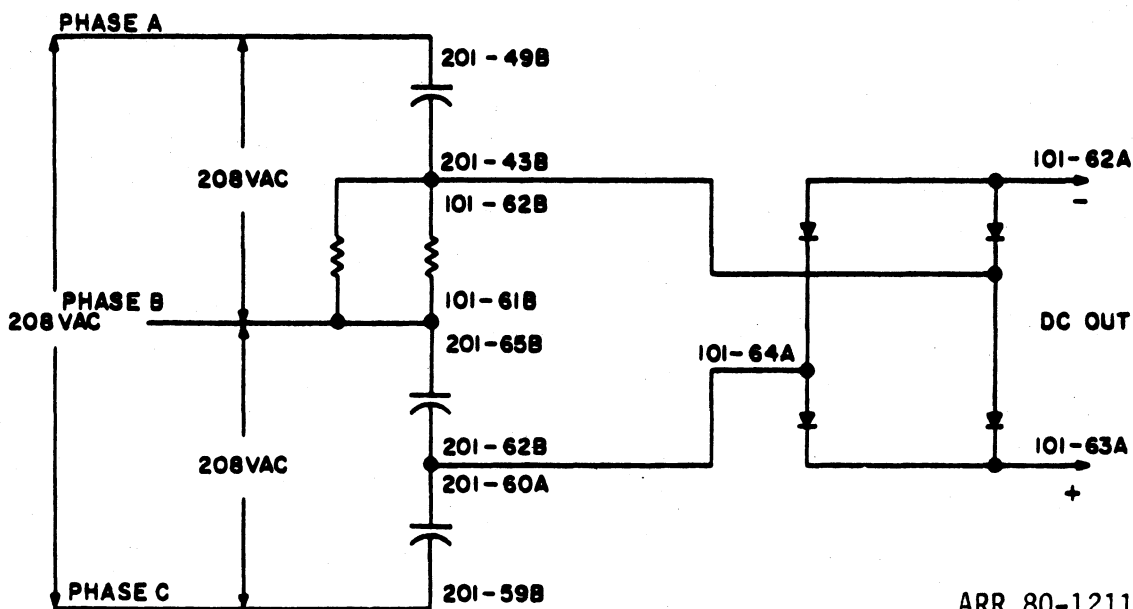 PHASE A
201-49B
208VAC
201-43B
101-62B
101-62A
-
PHASE B
208 VAC
101-61B
201-65B
101-64A
DC OUT
208VAC
201-62B
201-60A
101-63A
+
PHASE C
201-59B
ARR 80-1211